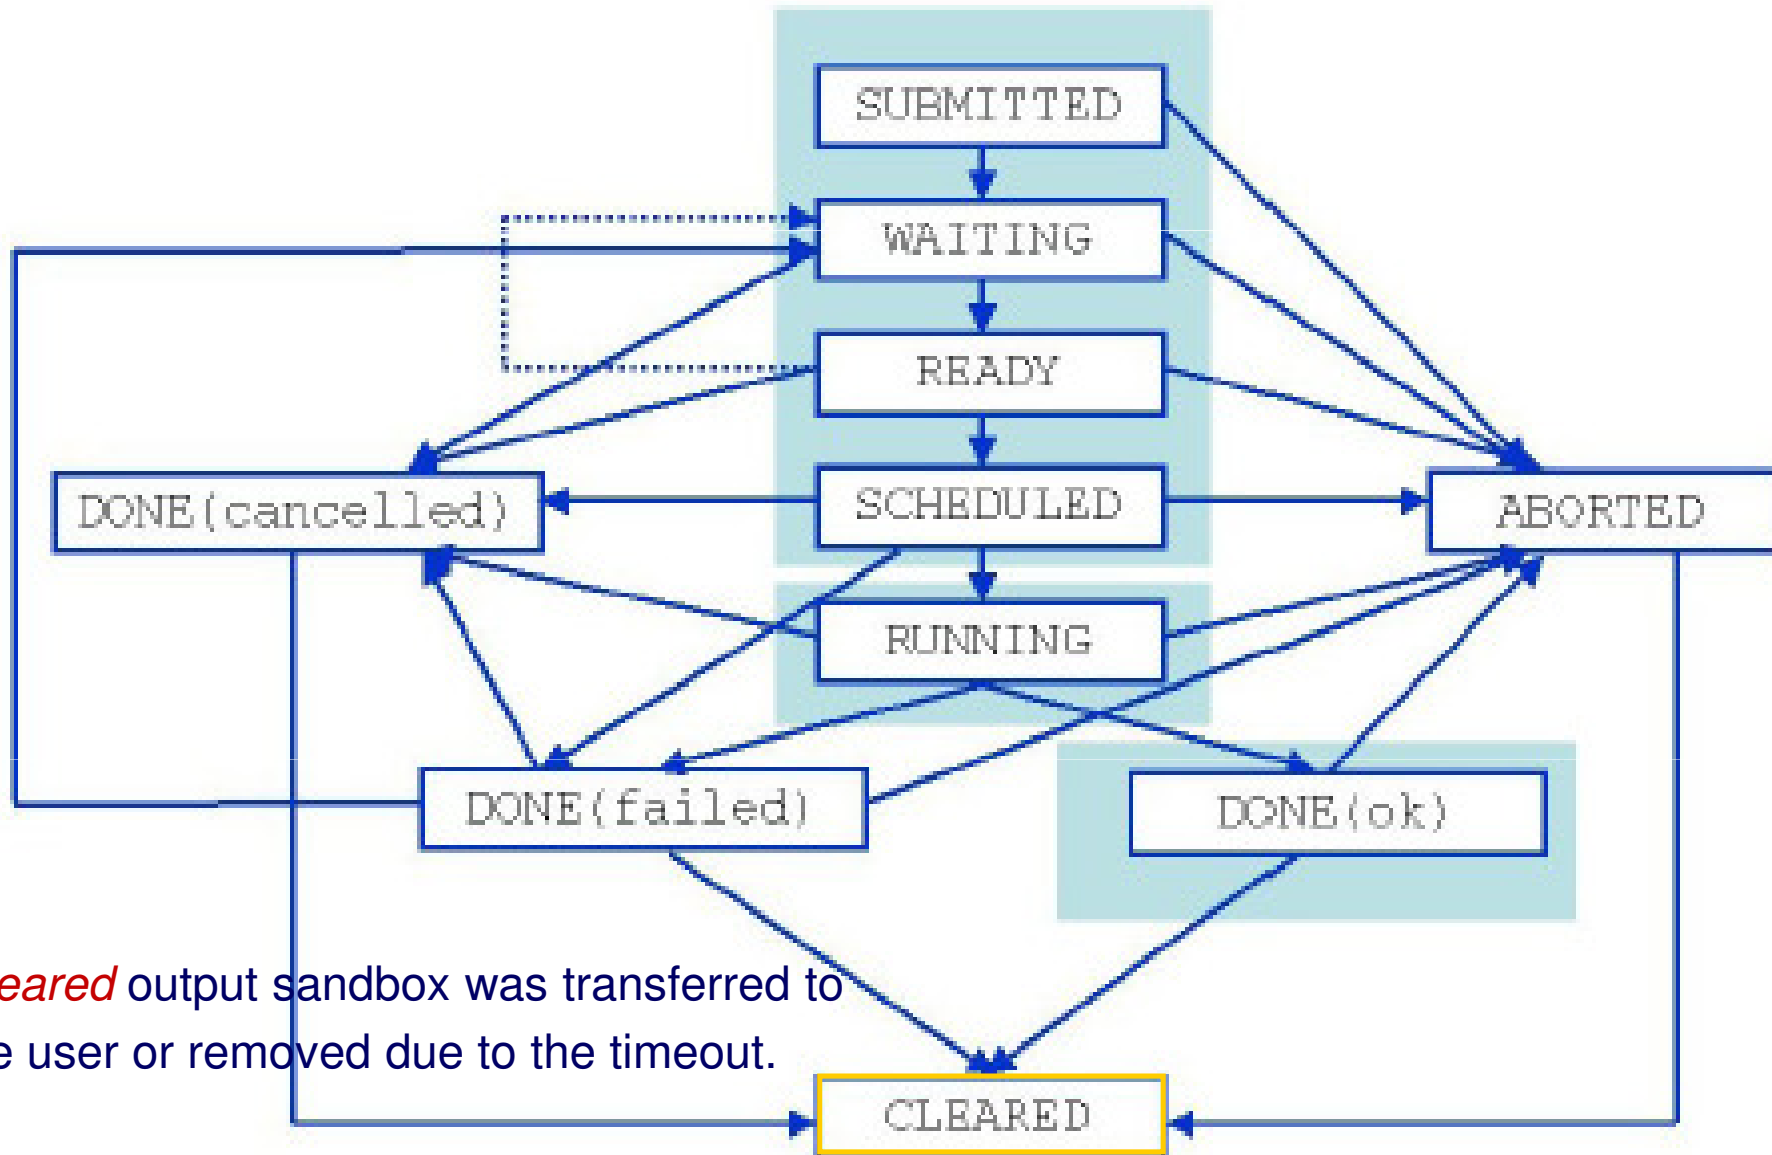 SUBMITTED
WAITING
READY
SCHEDULED
DONE(cancelled)
ABORTED
RUNNING
DONE(failed)
DONE(ok)
output sandbox was transferred to
user or removed due to the timeout.
CLEARED